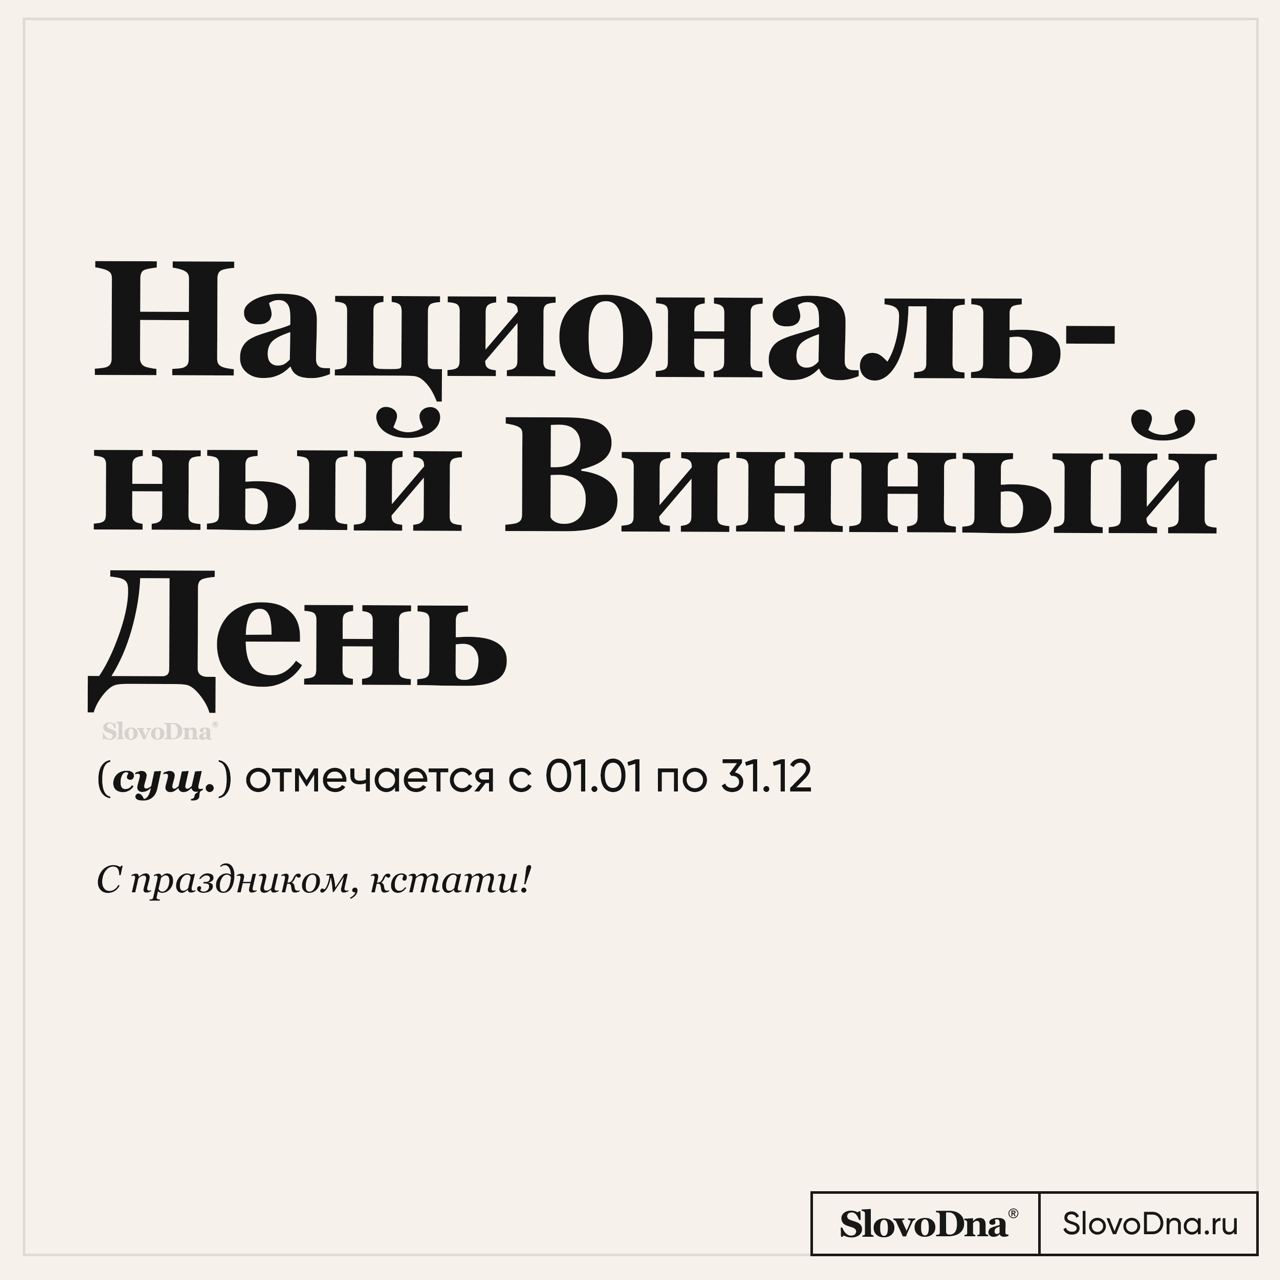 Националь-
ный Винный
День
SlovoDna®
(сущ.) отмечается с 01.01 по 31.12
С праздником, кстати!
SlovoDna® SlovoDna.ru